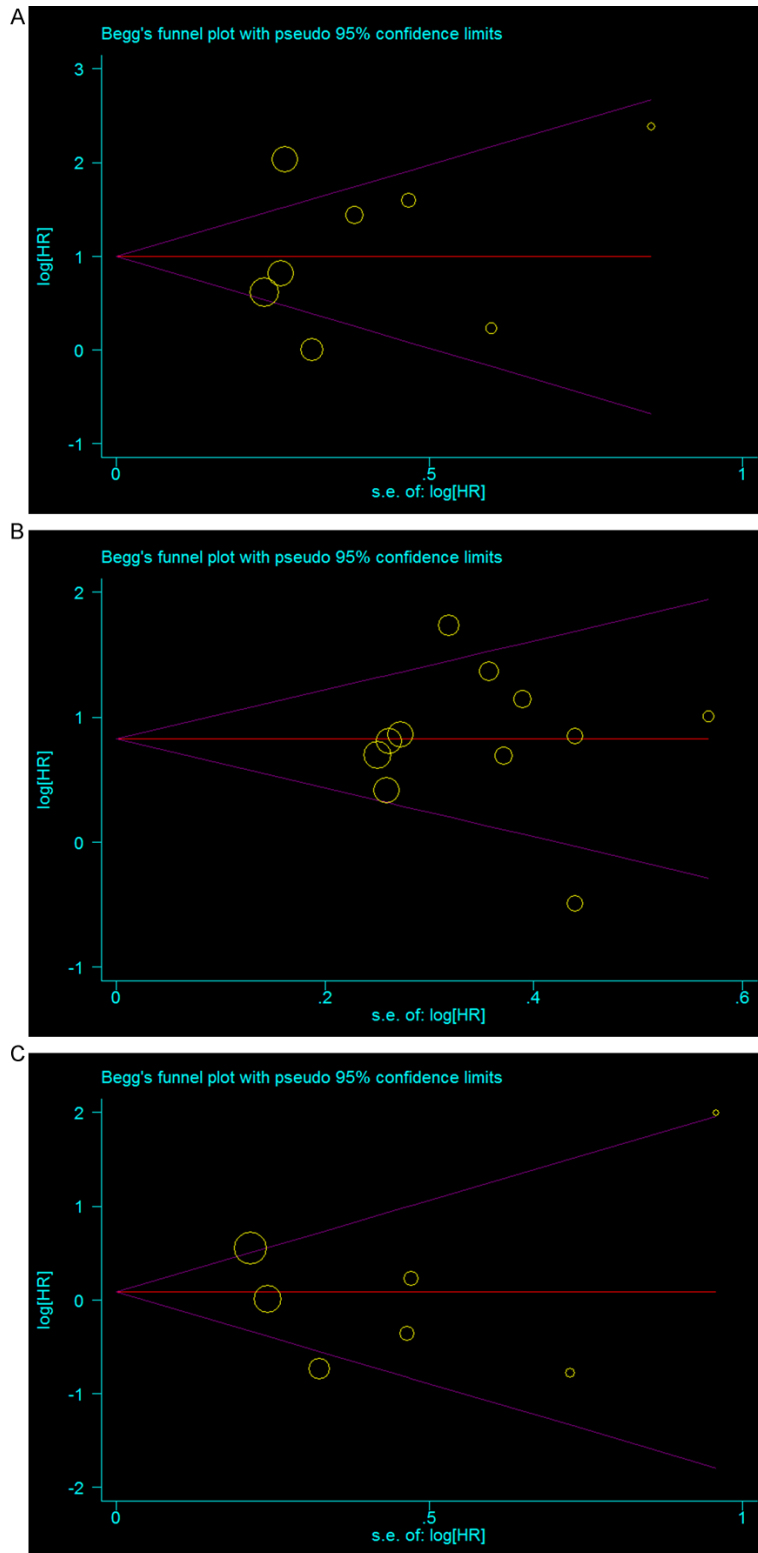 A
Begg's funnel plot with pseudo 95% confidence limits
3
2
1
0
-1
log[HR]
0 .5 1
s.e. of: log[HR]
B
Begg's funnel plot with pseudo 95% confidence limits
2
1
0
-1
log[HR]
0 .2 .4 .6
s.e. of: log[HR]
C
Begg's funnel plot with pseudo 95% confidence limits
2
1
0
-1
-2
log[HR]
0 .5 1
s.e. of: log[HR]